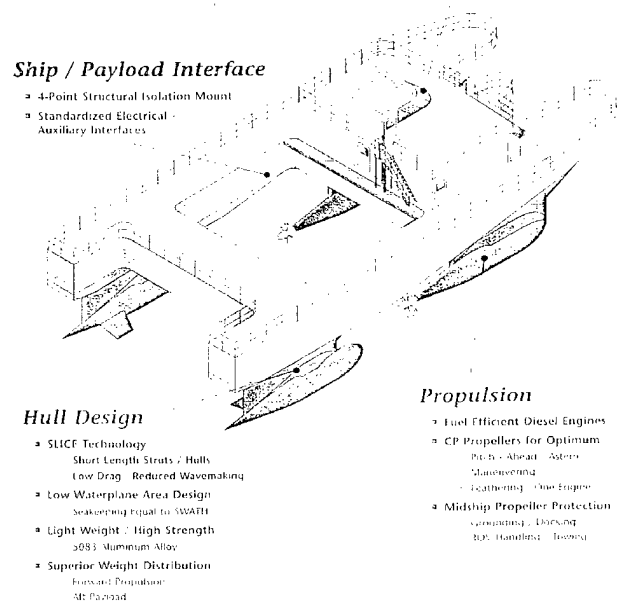 Ship / Payload Interface
4-Point Structural Isolation Mount
Standardized Electrical -
Auxiliary Interfaces
Hull Design
SLICE Technology
Short Length Struts / Hulls
Low Drag - Reduced Wavemaking
Low Waterplane Area Design
Seakeeping Equal to SWATH
Light Weight / High Strength
5083 Aluminum Alloy
Superior Weight Distribution
Forward Propulsion
Aft Payload
Propulsion
Fuel Efficient Diesel Engines
CP Propellers for Optimum
Pitch - Ahead - Astern
Maneuvering
Feathering - One Engine
Midship Propeller Protection
Grounding / Docking
Handling - Towing